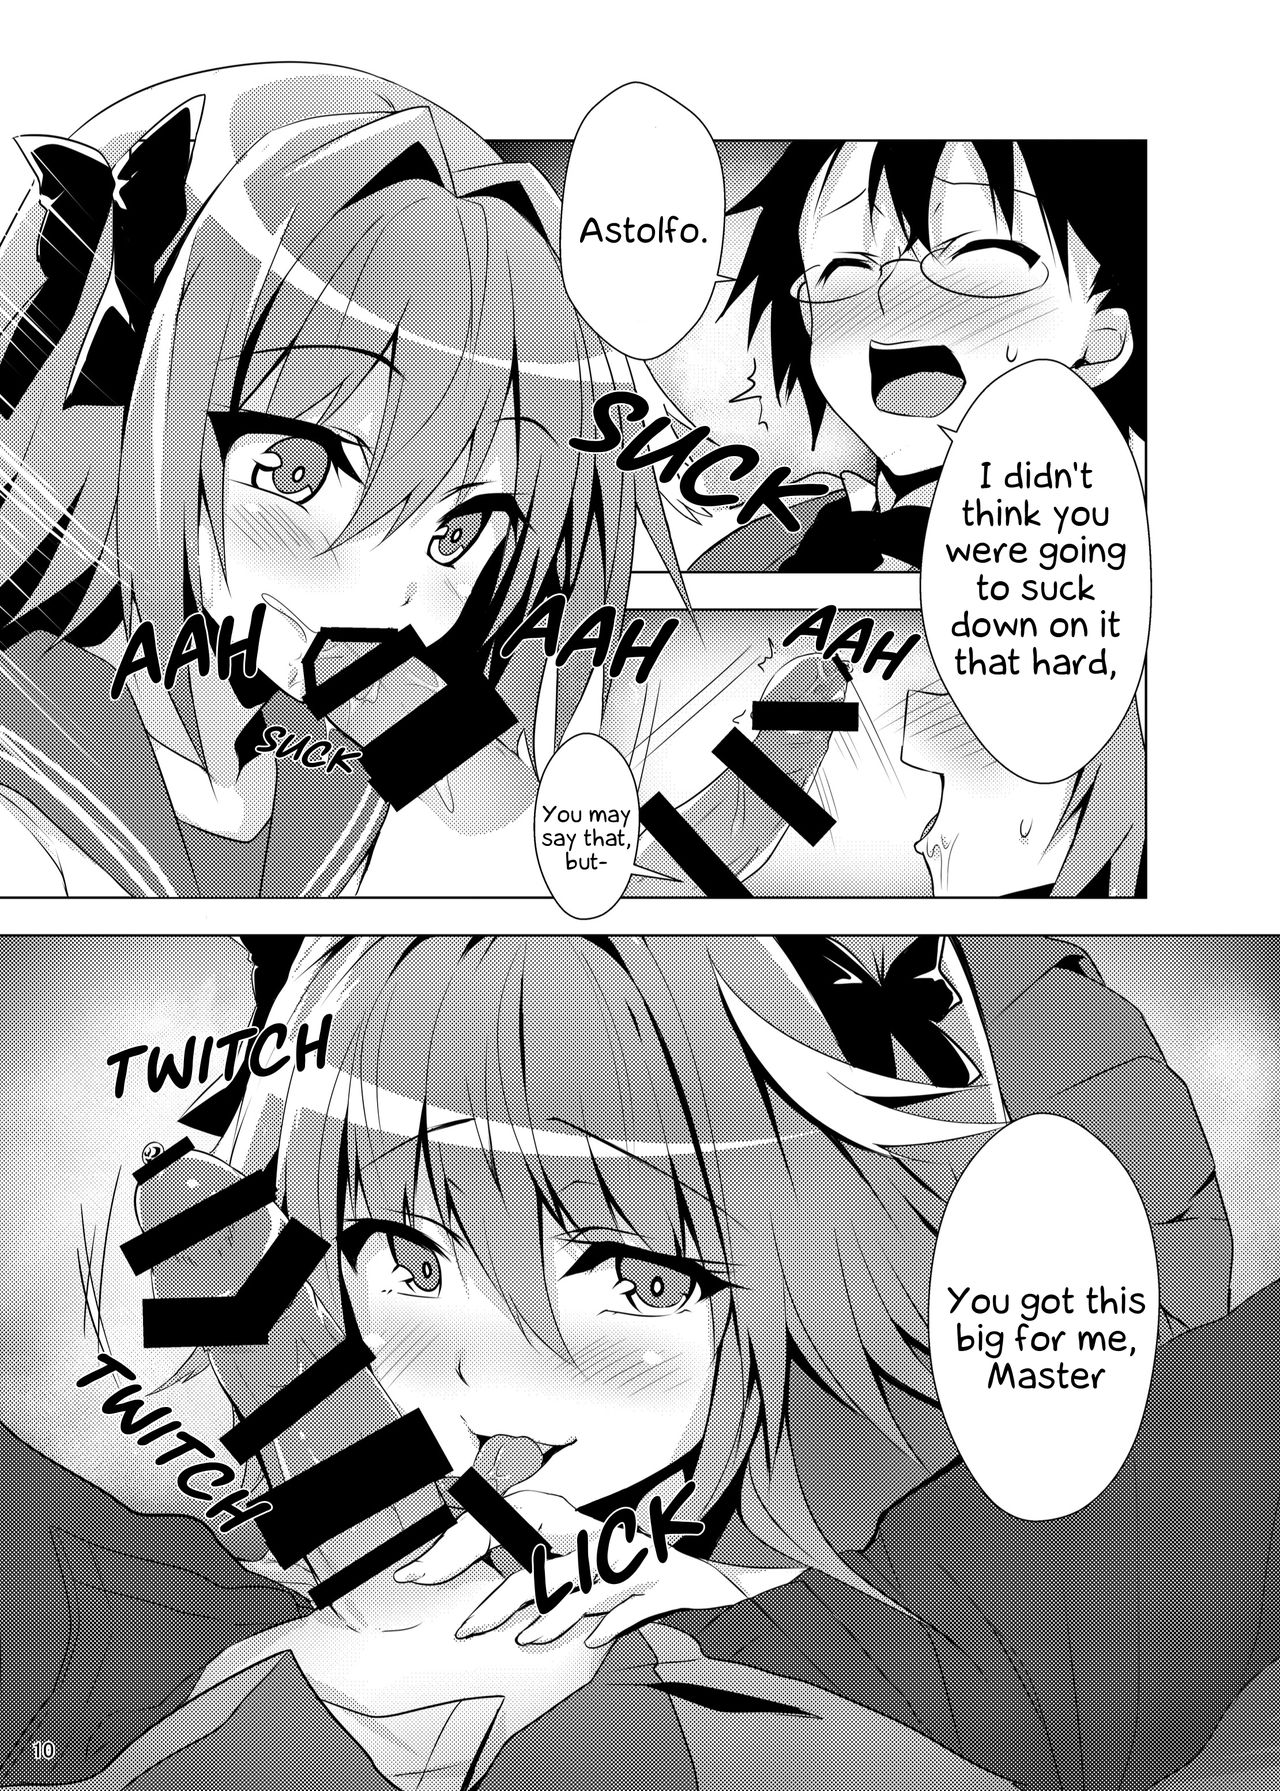 Astolfo.
I didn't
think you
were going
to suck
down on it
that hard,
SUCK
AAH
AAH
SUCK
AAH
You may
say that,
but-
TWITCH
You got this
big for me,
Master
TWITCH
LICK
10